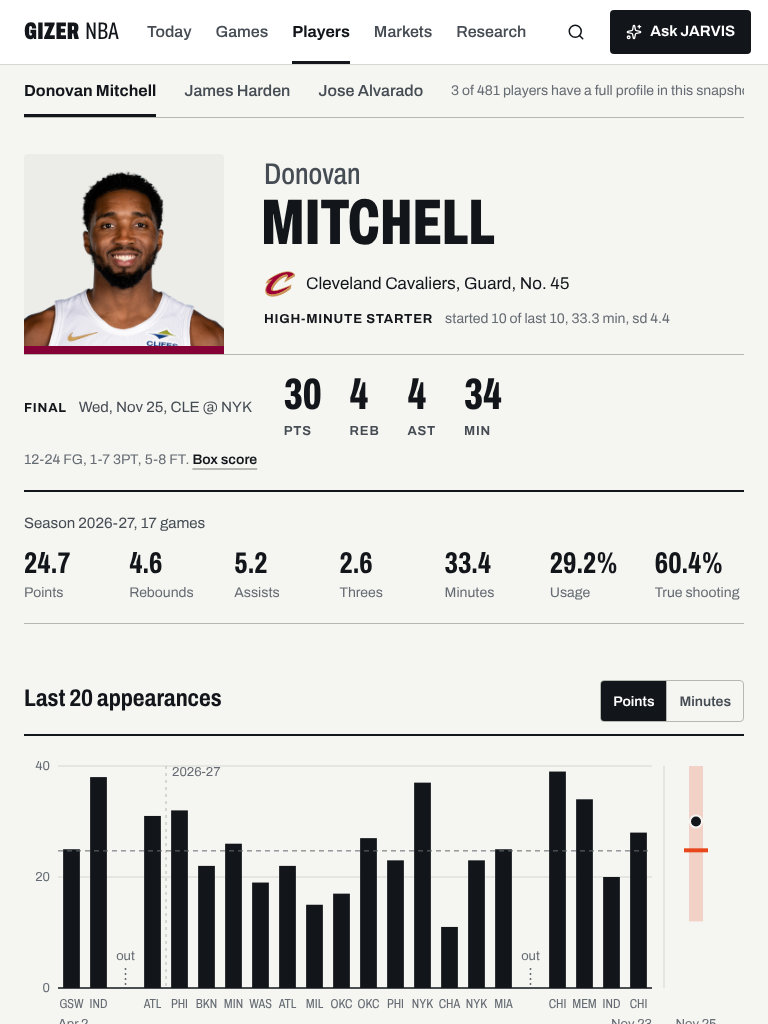 GIZER NBA Today Games Players Markets Research Ask JARVIS
Donovan Mitchell James Harden Jose Alvarado 3 of 481 players have a full profile in this snapsh
Donovan
MITCHELL
Cleveland Cavaliers, Guard, No. 45
HIGH-MINUTE STARTER started 10 of last 10, 33.3 min, sd 4.4
FINAL Wed, Nov 25, CLE @ NYK 30 4 4 34
PTS REB AST MIN
12-24 FG, 1-7 3PT, 5-8 FT. Box score
Season 2026-27, 17 games
24.7 4.6 5.2 2.6 33.4 29.2% 60.4%
Points Rebounds Assists Threes Minutes Usage True shooting
Last 20 appearances Points Minutes
40 2026-27
20
out out
0
GSW IND ATL PHI BKN MIN WAS ATL MIL OKC OKC PHI NYK CHA NYK MIA CHI MEM IND CHI
Apr 2 Nov 23 Nov 25